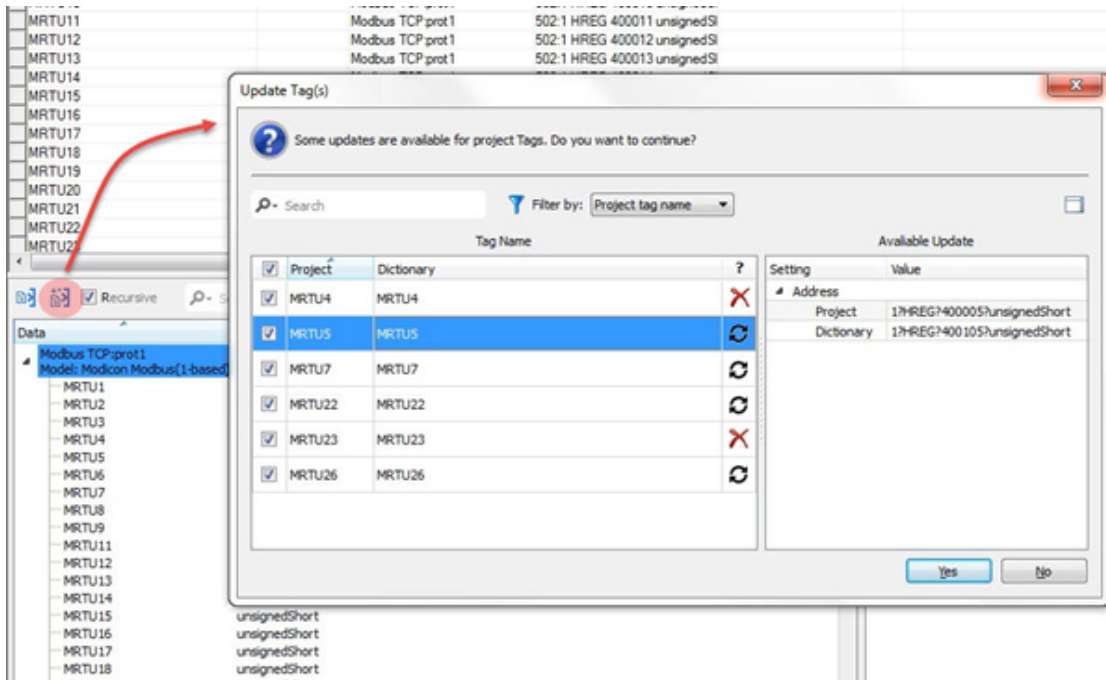 MRTU11 Modbus TCP:prot1 502:1 HREG 400011 unsignedSl
MRTU12 Modbus TCP:prot1 502:1 HREG 400012 unsignedSl
MRTU13 Modbus TCP:prot1 502:1 HREG 400013 unsignedSl
MRTU14
MRTU15
MRTU16
MRTU17
MRTU18
MRTU19
MRTU20
MRTU21
MRTU22
MRTU23
Update Tag(s)
Some updates are available for project Tags. Do you want to continue?
Search
Filter by: Project tag name
Tag Name
Available Update
Project Dictionary ?
Setting Value
MRTU4 MRTU4
Address
Project 1?HREG?400005?unsignedShort
MRTU5 MRTU5
Dictionary 1?HREG?400105?unsignedShort
MRTU7 MRTU7
MRTU22 MRTU22
MRTU23 MRTU23
MRTU26 MRTU26
Yes No
Recursive
Data
Modbus TCP:prot1
Model: Modicon Modbus(1-based)
MRTU1
MRTU2
MRTU3
MRTU4
MRTU5
MRTU6
MRTU7
MRTU8
MRTU9
MRTU11
MRTU12
MRTU13
MRTU14
MRTU15 unsignedShort
MRTU16 unsignedShort
MRTU17 unsignedShort
MRTU18 unsignedShort